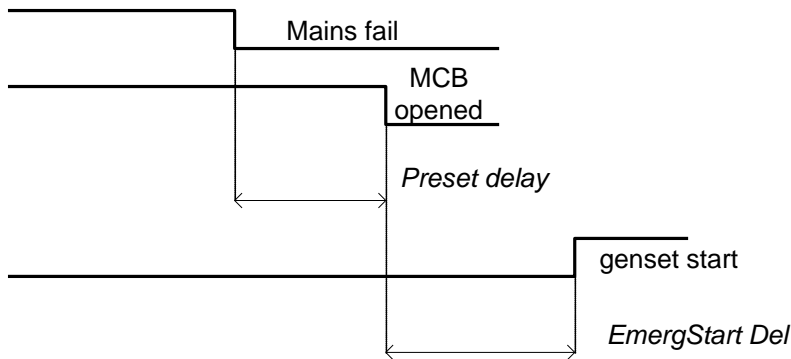 Mains fail
MCB
opened
Preset delay
genset start
EmergStart Del